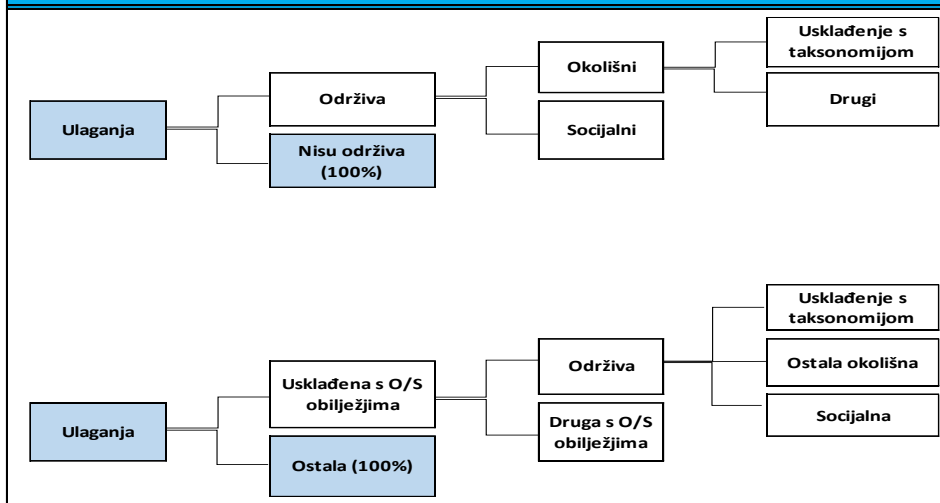 Ulaganja
Održiva
Nisu održiva
(100%)
Okolišni
Socijalni
Usklađenje s
taksonomijom
Drugi
Ulaganja
Usklađena s O/S
obilježjima
Ostala (100%)
Održiva
Druga s O/S
obilježjima
Usklađenje s
taksonomijom
Ostala okolišna
Socijalna